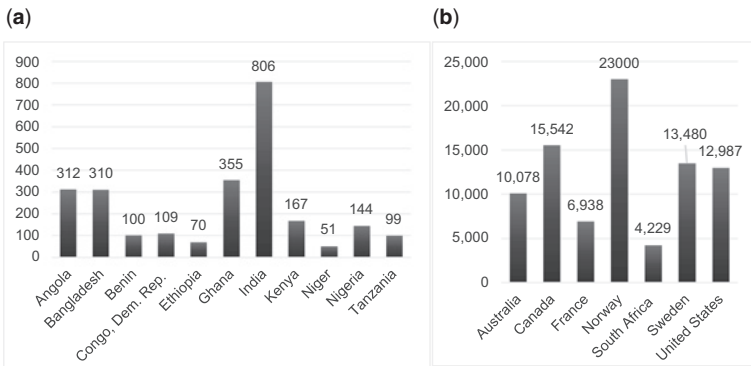 (a)
900
800
700
600
500
400
300
200
100
0
312
310
100
109
70
355
806
167
51
144
99
Angola
Bangladesh
Benin
Congo, Dem. Rep.
Ethiopia
Ghana
India
Kenya
Niger
Nigeria
Tanzania
(b)
25,000
20,000
15,000
10,000
5,000
0
10,078
15,542
6,938
23000
4,229
13,480
12,987
Australia
Canada
France
Norway
South Africa
Sweden
United States